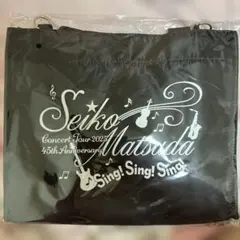 Seiko
Concert Tour 2025
Matsuda
45th Anniversary
Sing! Sing! Sing!